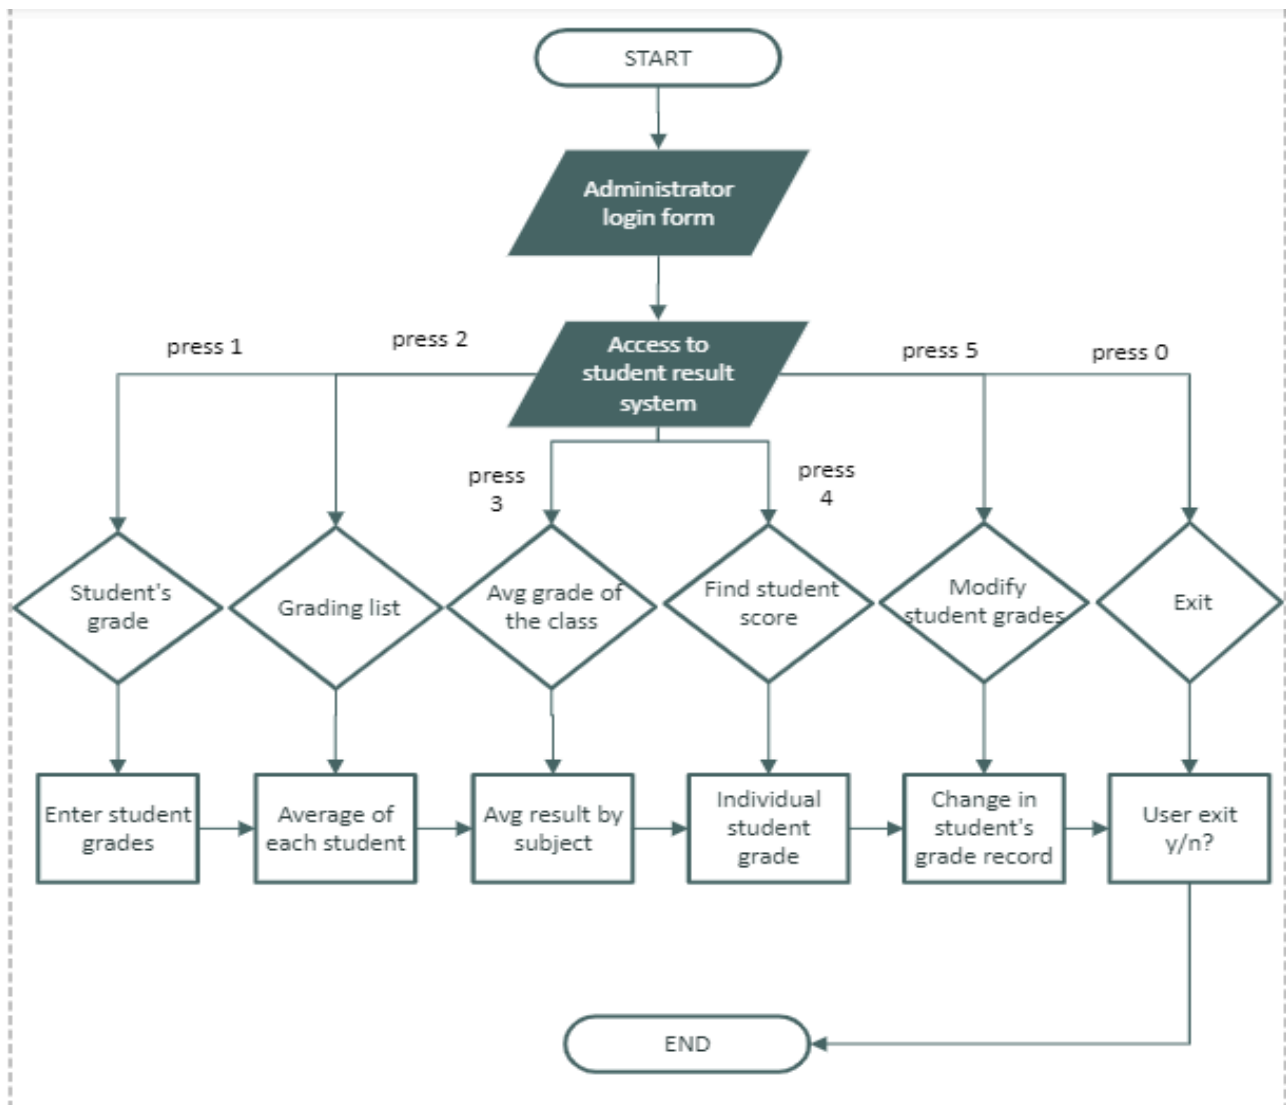 START
Administrator
login form
press 1
press 2
Access to
student result
system
press 5
press 0
press
3
press
4
Student's
grade
Grading list
Avg grade of
the class
Find student
score
Modify
student grades
Exit
Enter student
grades
Average of
each student
Avg result by
subject
Individual
student
grade
Change in
student's
grade record
User exit
y/n?
END